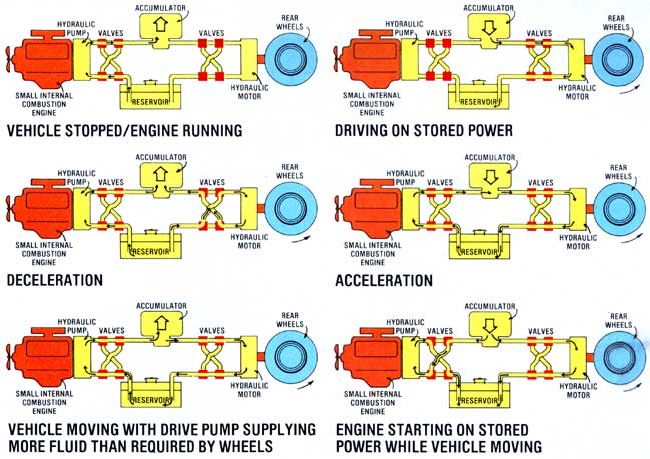 HYDRAULIC
PUMP
VALVES
ACCUMULATOR
VALVES
REAR
WHEELS
SMALL INTERNAL
COMBUSTION
ENGINE
RESERVOIR
HYDRAULIC
MOTOR
VEHICLE STOPPED/ENGINE RUNNING
HYDRAULIC
PUMP
VALVES
ACCUMULATOR
VALVES
REAR
WHEELS
SMALL INTERNAL
COMBUSTION
ENGINE
RESERVOIR
HYDRAULIC
MOTOR
DRIVING ON STORED POWER
HYDRAULIC
PUMP
VALVES
ACCUMULATOR
VALVES
REAR
WHEELS
SMALL INTERNAL
COMBUSTION
ENGINE
RESERVOIR
HYDRAULIC
MOTOR
DECELERATION
HYDRAULIC
PUMP
VALVES
ACCUMULATOR
VALVES
REAR
WHEELS
SMALL INTERNAL
COMBUSTION
ENGINE
RESERVOIR
HYDRAULIC
MOTOR
ACCELERATION
HYDRAULIC
PUMP
VALVES
ACCUMULATOR
VALVES
REAR
WHEELS
SMALL INTERNAL
COMBUSTION
ENGINE
RESERVOIR
HYDRAULIC
MOTOR
VEHICLE MOVING WITH DRIVE PUMP SUPPLYING
MORE FLUID THAN REQUIRED BY WHEELS
HYDRAULIC
PUMP
VALVES
ACCUMULATOR
VALVES
REAR
WHEELS
SMALL INTERNAL
COMBUSTION
ENGINE
RESERVOIR
HYDRAULIC
MOTOR
ENGINE STARTING ON STORED
POWER WHILE VEHICLE MOVING